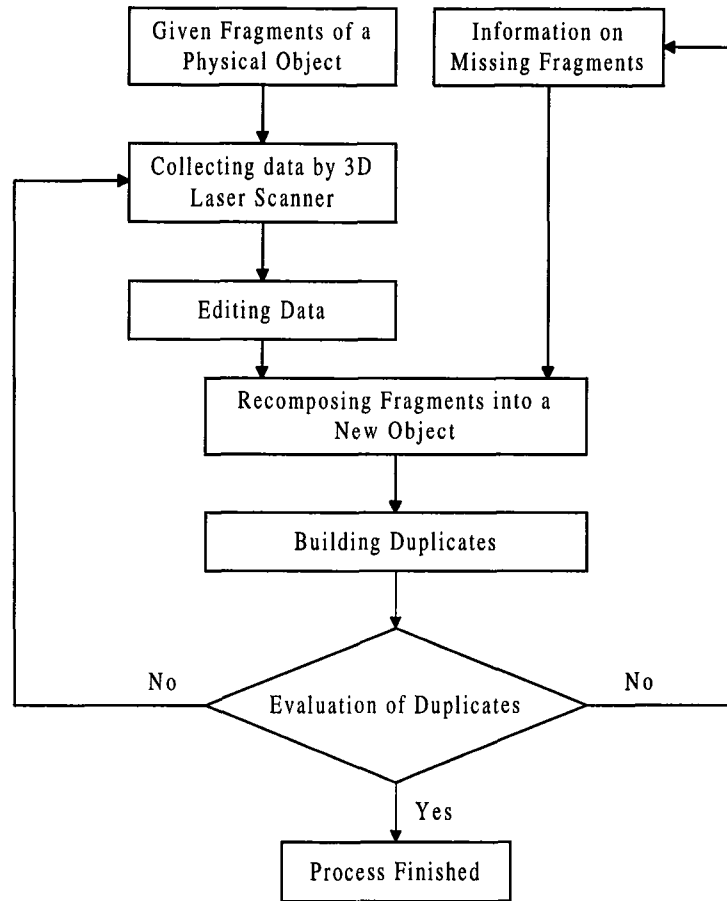 Given Fragments of a
Physical Object
Information on
Missing Fragments
Collecting data by 3D
Laser Scanner
Editing Data
Recomposing Fragments into a
New Object
Building Duplicates
No
Evaluation of Duplicates
No
Yes
Process Finished